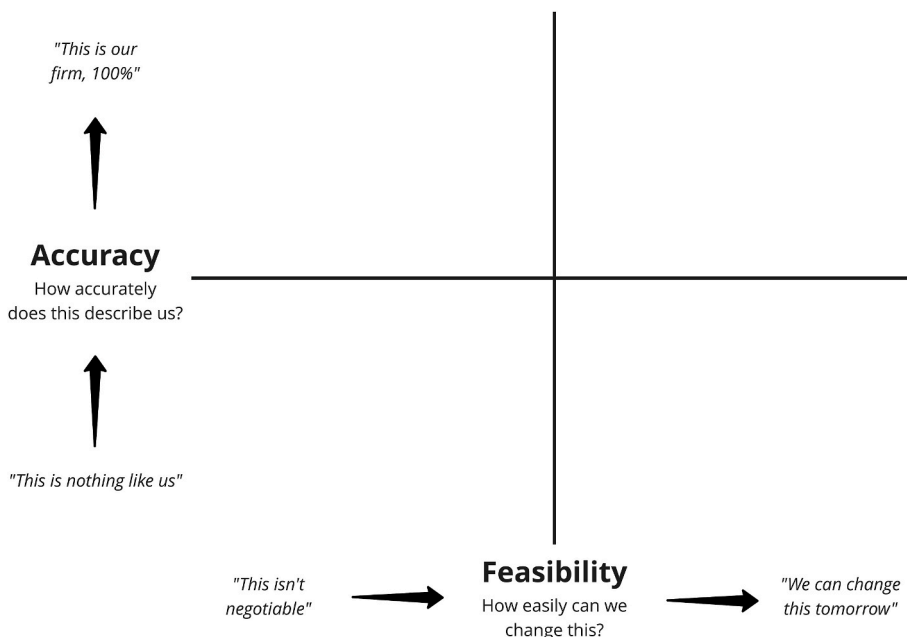 "This is our
firm, 100%"
Accuracy
How accurately
does this describe us?
"This is nothing like us"
"This isn't
negotiable"
Feasibility
How easily can we
change this?
"We can change
this tomorrow"